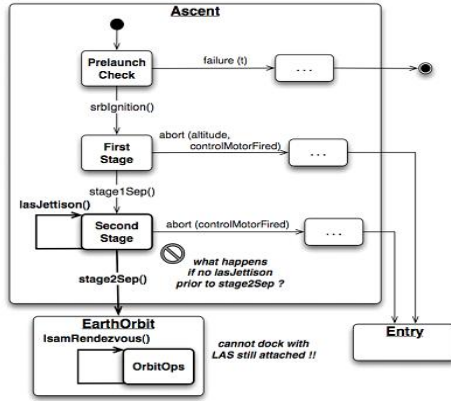 Ascent
Prelaunch
Check
failure (t)
...
srbIgnition()
abort (altitude,
controlMotorFired)
First
Stage
...
stage1Sep()
lasJettison()
Second
Stage
abort (controlMotorFired)
...
what happens
if no lasJettison
prior to stage2Sep ?
stage2Sep()
EarthOrbit
lsamRendezvous()
OrbitOps
cannot dock with
LAS still attached !!
Entry